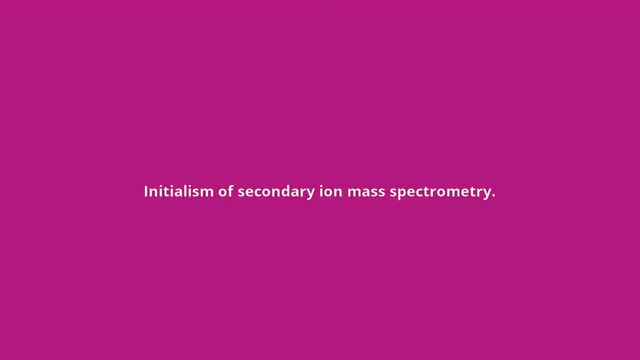 Initialism of secondary ion mass spectrometry.